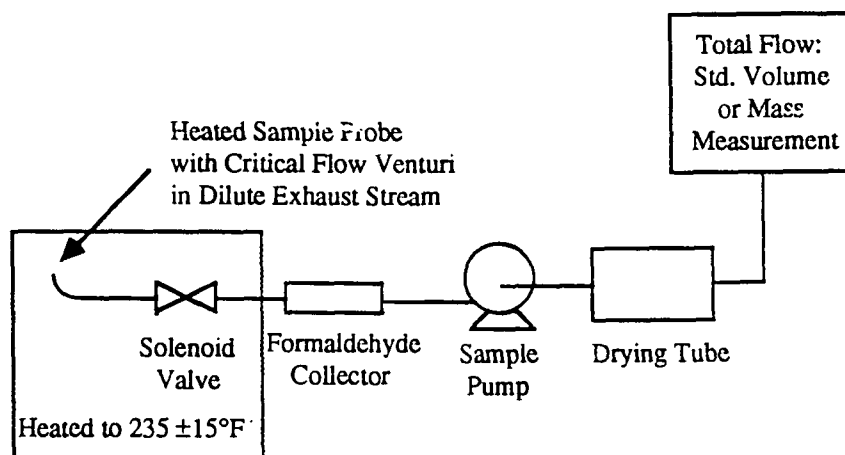 Total Flow:
Std. Volume
or Mass
Measurement
Heated Sample Probe
with Critical Flow Venturi
in Dilute Exhaust Stream
Solenoid
Valve
Formaldehyde
Collector
Sample
Pump
Drying Tube
Heated to 235 ±15°F